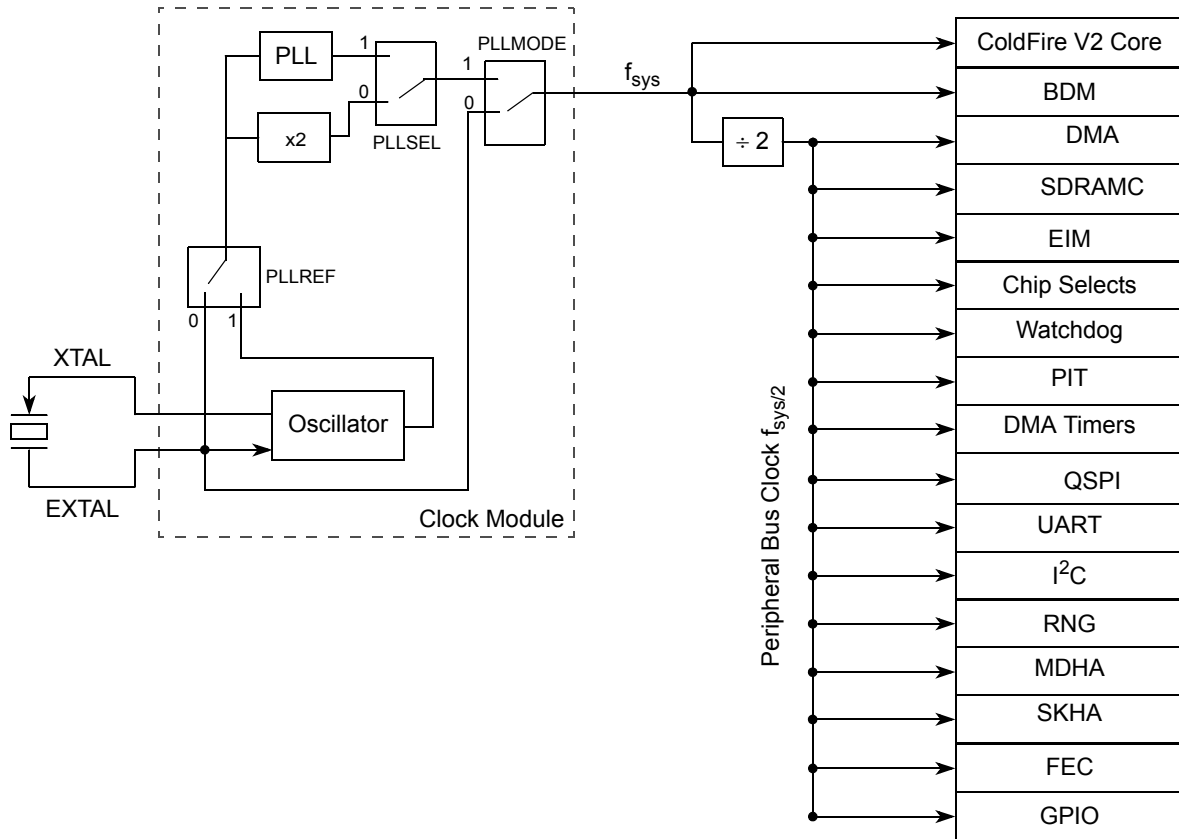 1
PLL
0
x2
PLLSEL
PLLMODE
1
0
PLLREF
0
1
XTAL
EXTAL
Oscillator
Clock Module
fsys
÷ 2
Peripheral Bus Clock fsys/2
ColdFire V2 Core
BDM
DMA
SDRAMC
EIM
Chip Selects
Watchdog
PIT
DMA Timers
QSPI
UART
I²C
RNG
MDHA
SKHA
FEC
GPIO